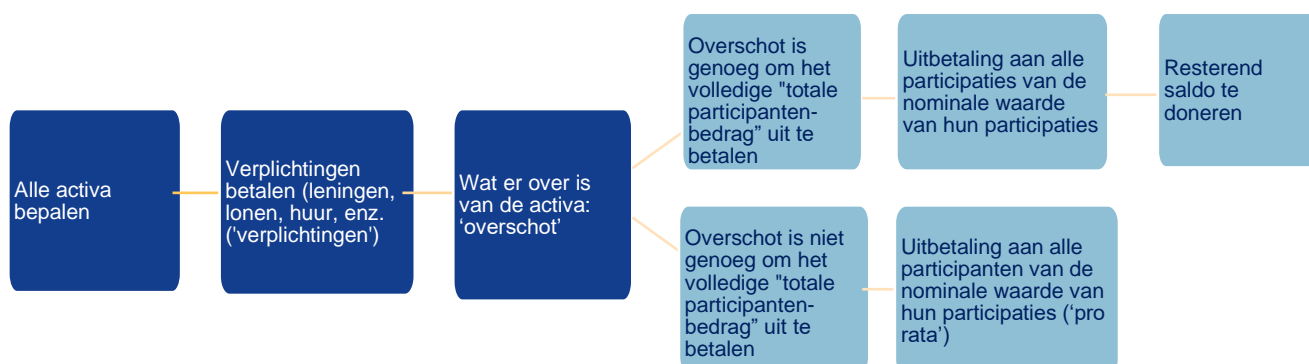 Alle activa
bepalen
Verplichtingen
betalen (leningen,
lonen, huur, enz.
('verplichtingen')
Wat er over is
van de activa:
‘overschot’
Overschot is
genoeg om het
volledige "totale
participanten-
bedrag” uit te
betalen
Uitbetaling aan alle
participaties van de
nominale waarde
van hun participaties
Resterend
saldo te
doneren
Overschot is niet
genoeg om het
volledige "totale
participanten-
bedrag” uit te
betalen
Uitbetaling aan alle
participanten van de
nominale waarde van
hun participaties (‘pro
rata’)